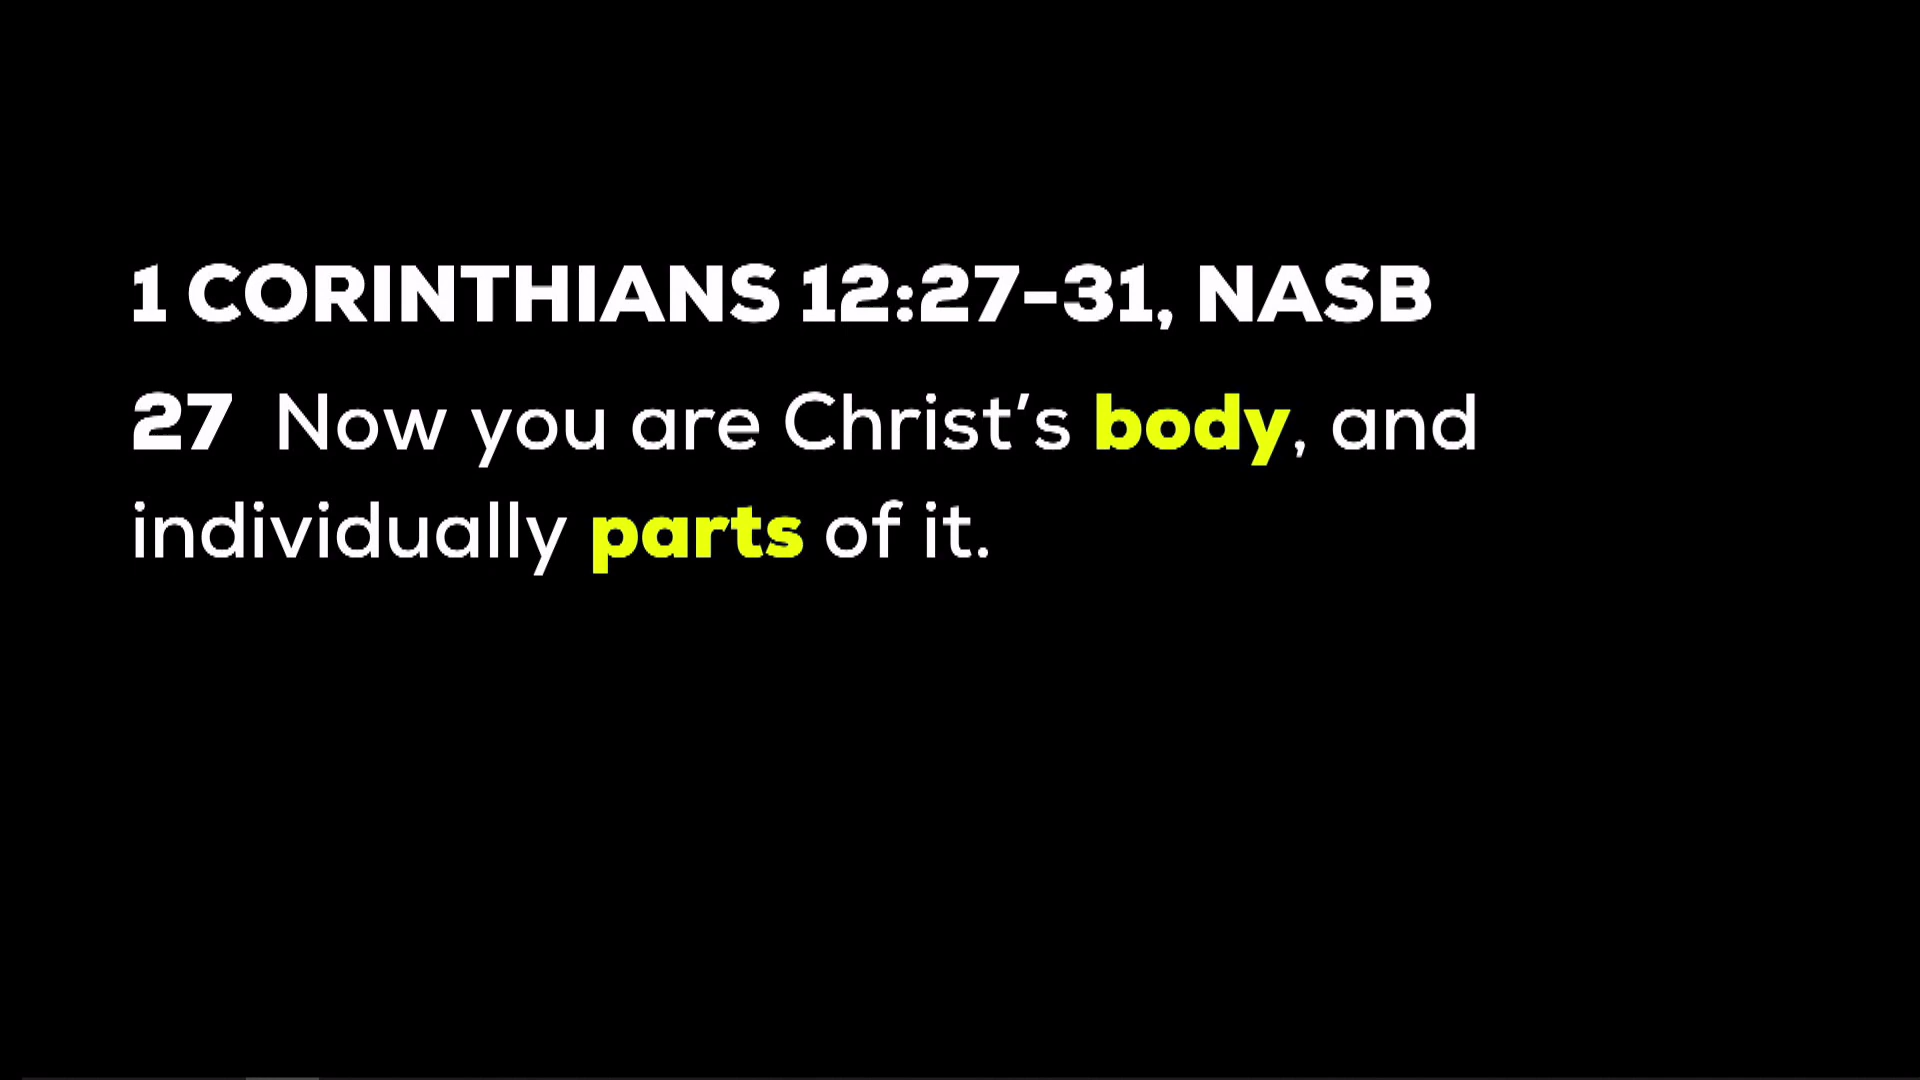 1 CORINTHIANS 12:27-31, NASB
27 Now you are Christ’s body, and
individually parts of it.